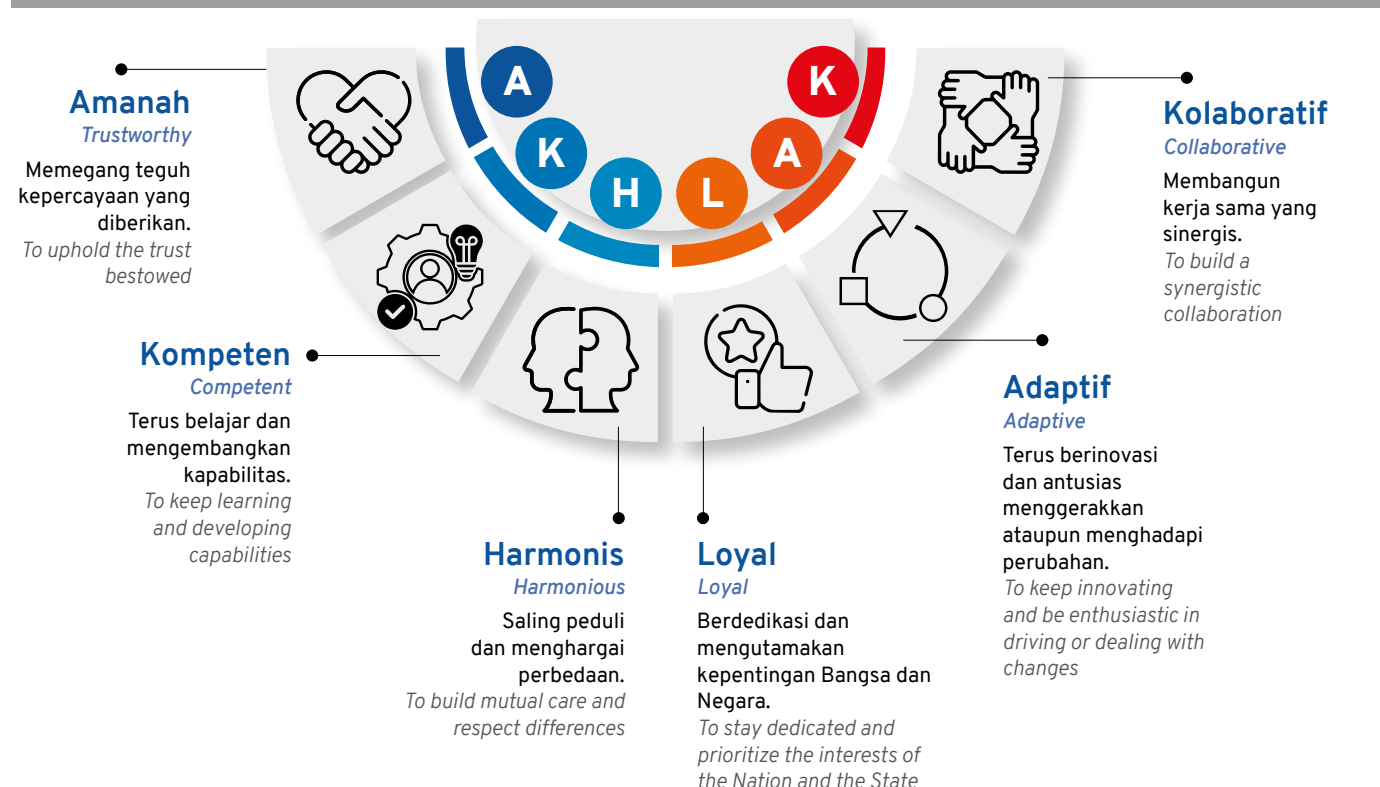 A
K
H
L
A
K
Amanah
Trustworthy
Memegang teguh
kepercayaan yang
diberikan.
To uphold the trust
bestowed
Kompeten
Competent
Terus belajar dan
mengembangkan
kapabilitas.
To keep learning
and developing
capabilities
Harmonis
Harmonious
Saling peduli
dan menghargai
perbedaan.
To build mutual care and
respect differences
Loyal
Loyal
Berdedikasi dan
mengutamakan
kepentingan Bangsa dan
Negara.
To stay dedicated and
prioritize the interests of
the Nation and the State
Adaptif
Adaptive
Terus berinovasi
dan antusias
menggerakkan
ataupun menghadapi
perubahan.
To keep innovating
and be enthusiastic in
driving or dealing with
changes
Kolaboratif
Collaborative
Membangun
kerja sama yang
sinergis.
To build a
synergistic
collaboration